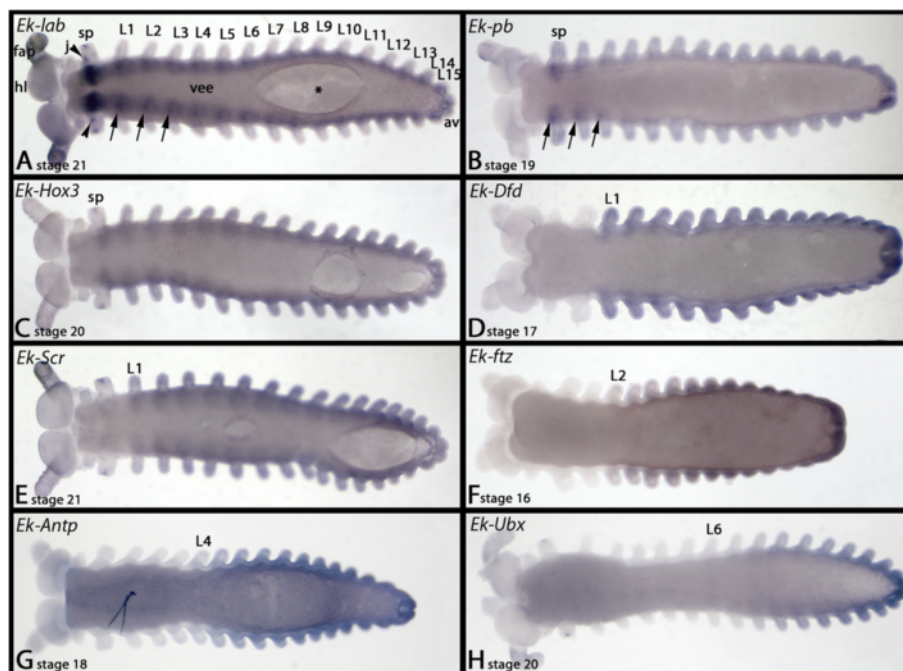 Ek-lab
fap
j
sp
L1
L2
L3
L4
L5
L6
L7
L8
L9
L10
L11
L12
L13
L14
L15
hl
vee
*
av
A stage 21
Ek-pb
sp
B stage 19
Ek-Hox3
sp
C stage 20
Ek-Dfd
L1
D stage 17
Ek-Scr
L1
E stage 21
Ek-ftz
L2
F stage 16
Ek-Antp
L4
G stage 18
Ek-Ubx
L6
H stage 20